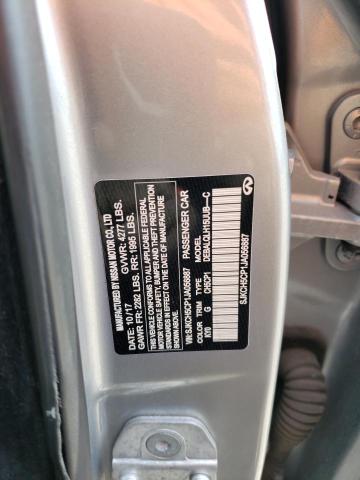 MANUFACTURED BY NISSAN MOTOR CO., LTD
DATE: 10/17 GVWR: 4277 LBS.
GAWR FR: 2282 LBS. RR: 1995 LBS.
THIS VEHICLE CONFORMS TO ALL APPLICABLE FEDERAL
MOTOR VEHICLE SAFETY, BUMPER, AND THEFT PREVENTION
STANDARDS IN EFFECT ON THE DATE OF MANUFACTURE
SHOWN ABOVE.
VIN: SJKCH5CP1JA056887 PASSENGER CAR
COLOR TRIM TYPE MODEL
KY0 G CH5CP1
SJKCH5CP1JA056887